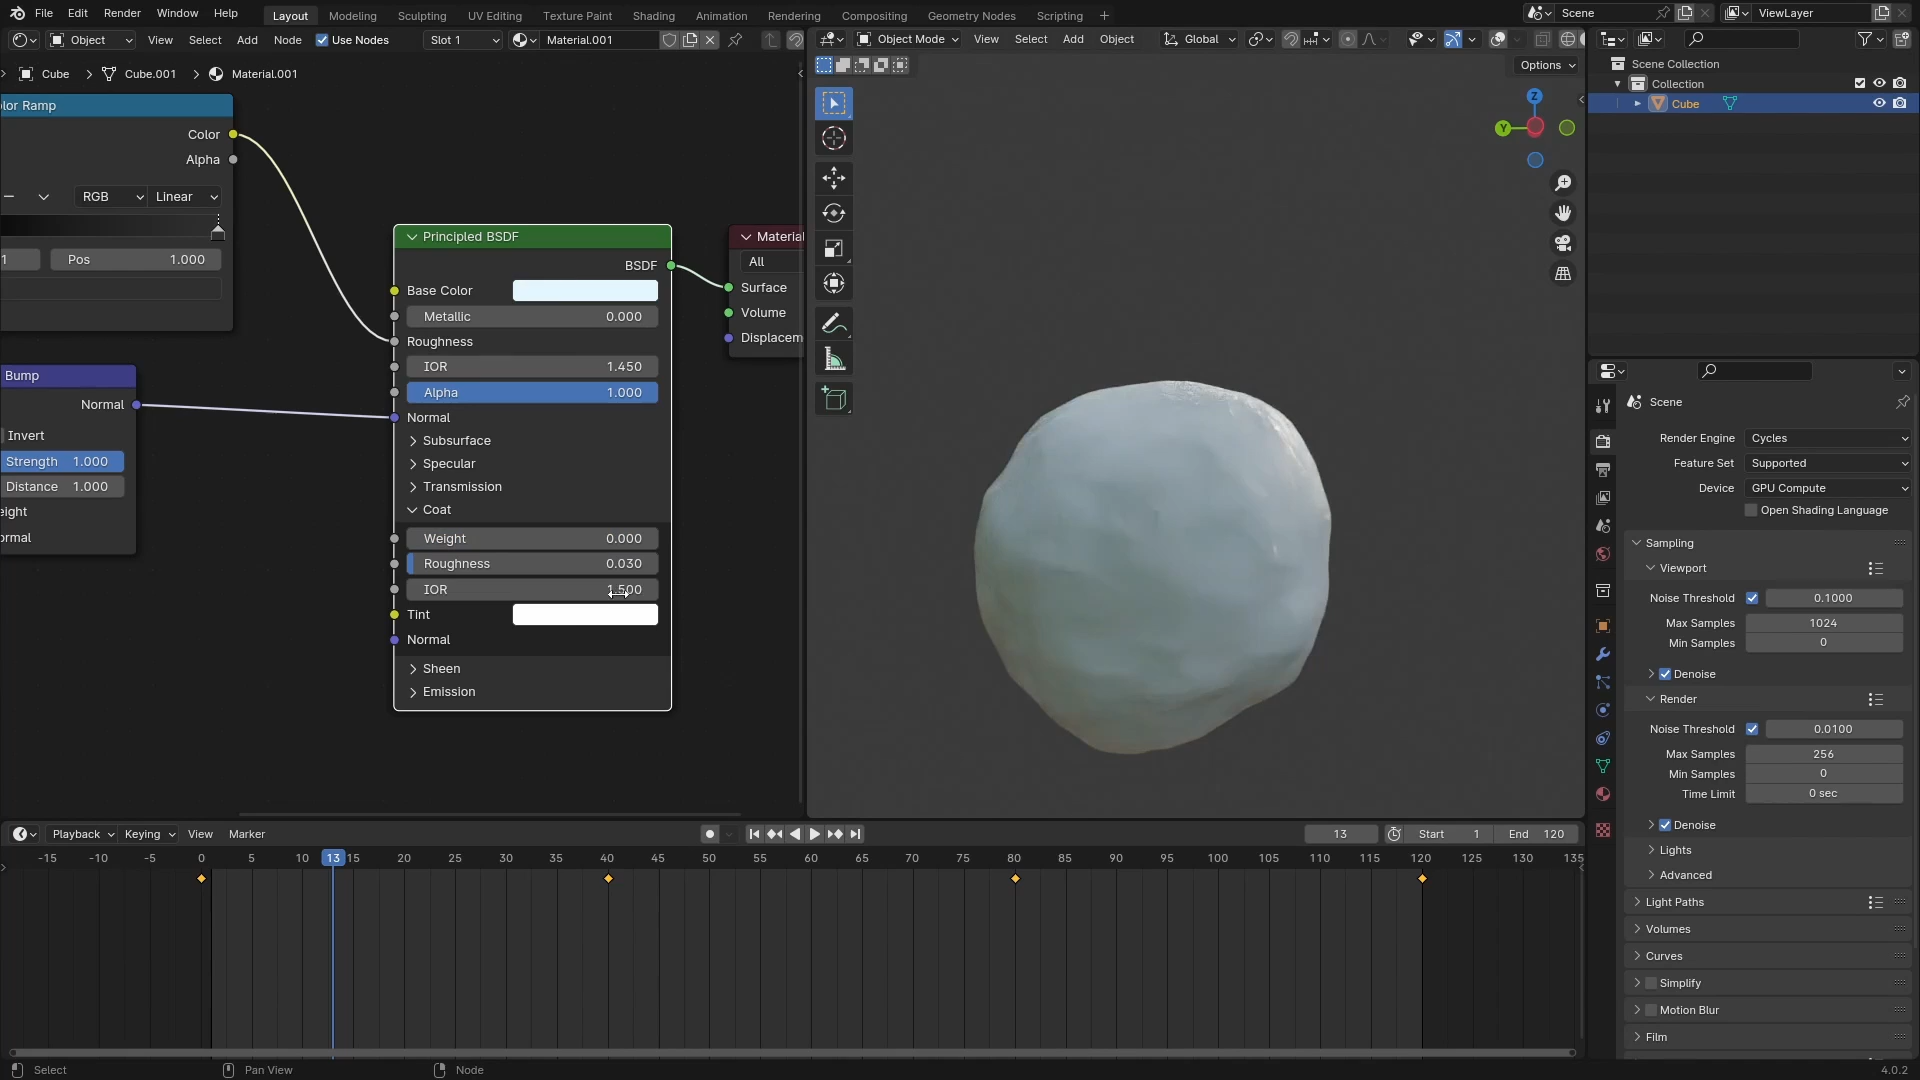 File Edit Render Window Help Layout Modeling Sculpting UV Editing Texture Paint Shading Animation Rendering Compositing Geometry Nodes Scripting + Scene ViewLayer
Object View Select Add Node Use Nodes Slot 1 Material.001
Object Mode View Select Add Object Global
Options
Cube > Cube.001 > Material.001
lor Ramp
Color
Alpha
RGB Linear
1 Pos 1.000
Bump
Normal
Invert
Strength 1.000
Distance 1.000
eight
ormal
Principled BSDF
BSDF
Base Color
Metallic 0.000
Roughness
IOR 1.450
Alpha 1.000
Normal
Subsurface
Specular
Transmission
Coat
Weight 0.000
Roughness 0.030
IOR 1.500
Tint
Normal
Sheen
Emission
Material
All
Surface
Volume
Displacem
Z
Y
Scene Collection
Collection
Cube
Scene
Render Engine Cycles
Feature Set Supported
Device GPU Compute
Open Shading Language
Sampling
Viewport
Noise Threshold 0.1000
Max Samples 1024
Min Samples 0
Denoise
Render
Noise Threshold 0.0100
Max Samples 256
Min Samples 0
Time Limit 0 sec
Denoise
Lights
Advanced
Light Paths
Volumes
Curves
Simplify
Motion Blur
Film
Playback Keying View Marker 13 Start 1 End 120
-15 -10 -5 0 5 10 13 15 20 25 30 35 40 45 50 55 60 65 70 75 80 85 90 95 100 105 110 115 120 125 130 135
Select Pan View Node 4.0.2